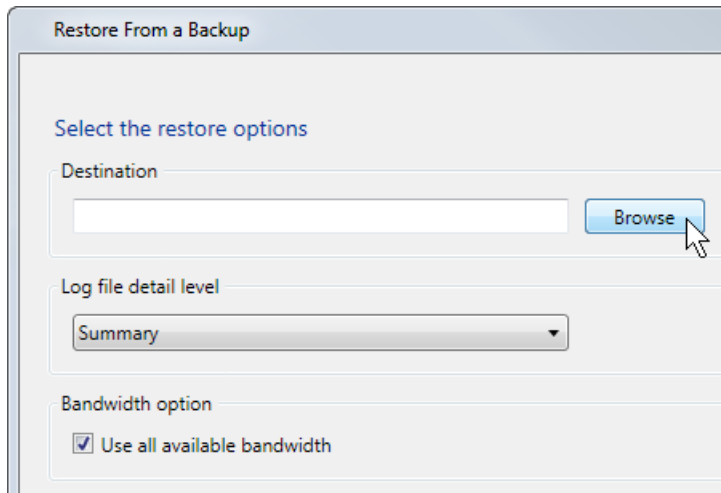 Restore From a Backup
Select the restore options
Destination
Browse
Log file detail level
Summary
Bandwidth option
Use all available bandwidth